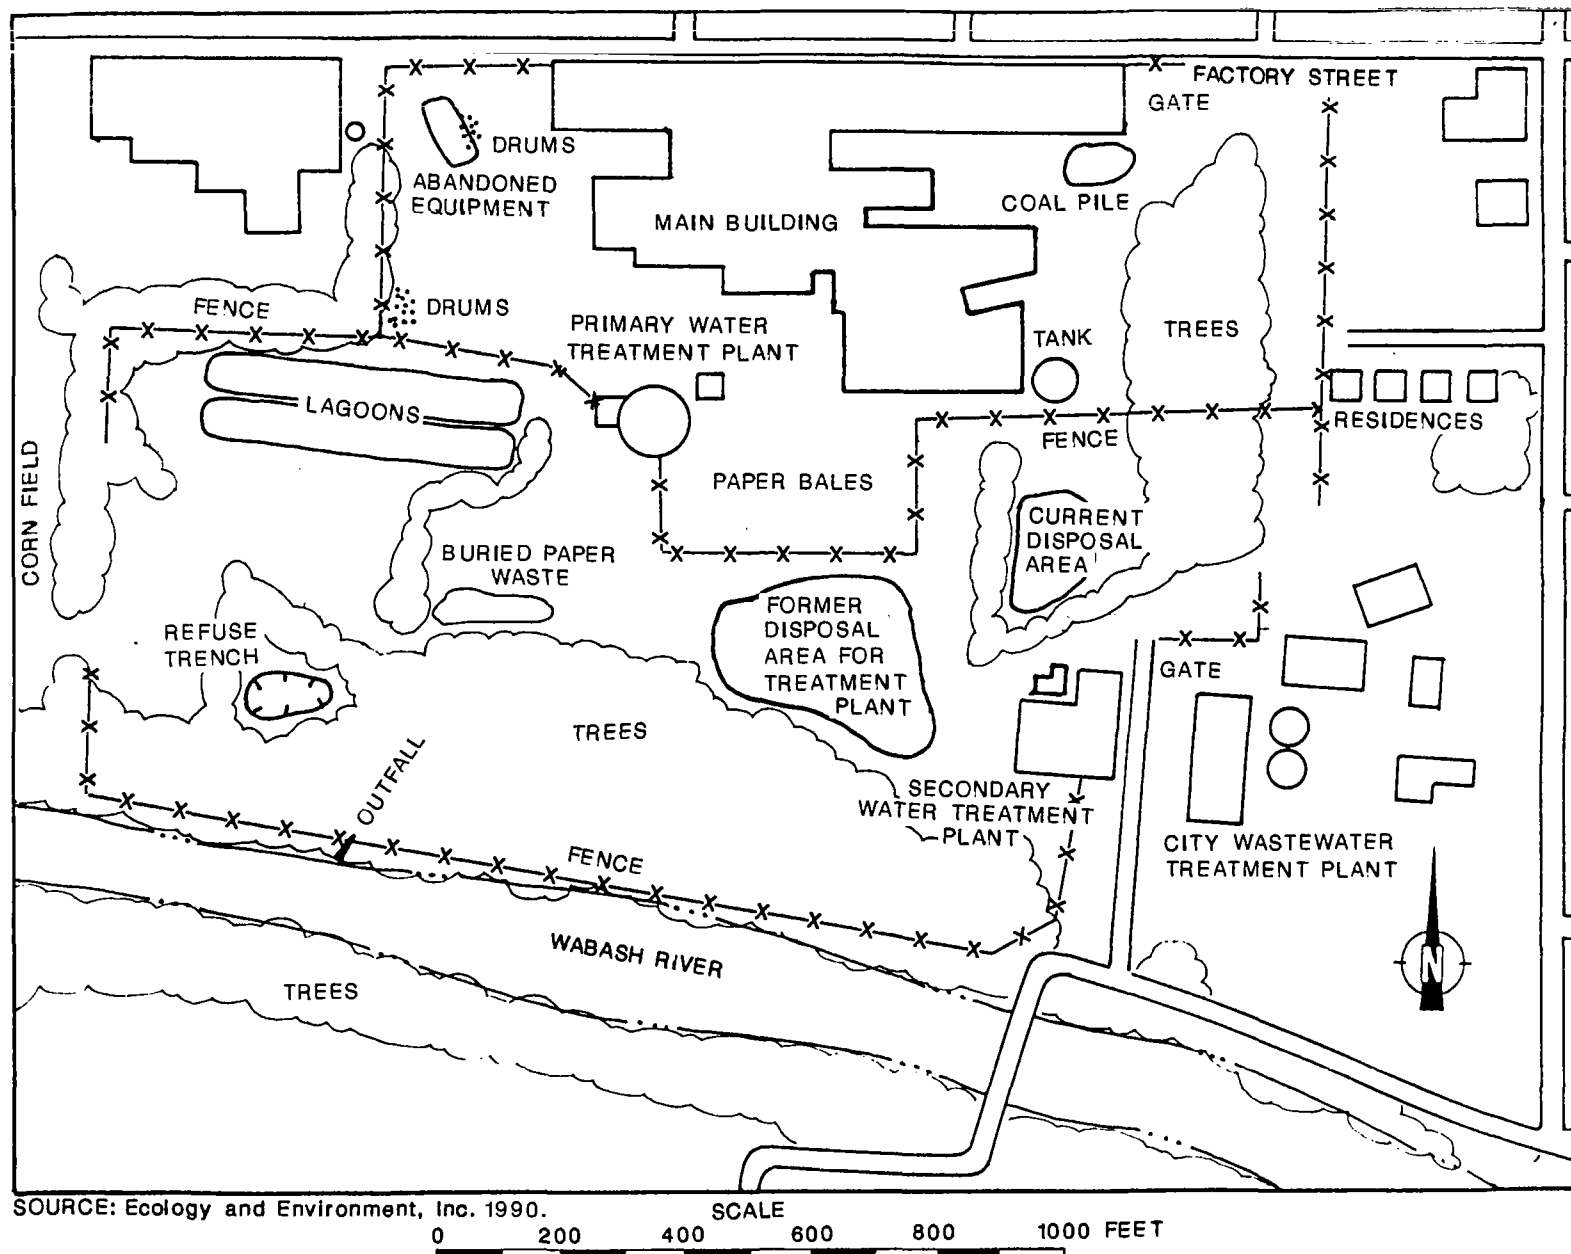 FACTORY STREET
GATE
DRUMS
ABANDONED
EQUIPMENT
COAL PILE
MAIN BUILDING
FENCE
DRUMS
PRIMARY WATER
TREATMENT PLANT
TANK
TREES
LAGOONS
FENCE
RESIDENCES
CORN FIELD
PAPER BALES
CURRENT
DISPOSAL
AREA
BURIED PAPER
WASTE
FORMER
DISPOSAL
AREA FOR
TREATMENT
PLANT
REFUSE
TRENCH
GATE
TREES
OUTFALL
SECONDARY
WATER TREATMENT
PLANT
CITY WASTEWATER
TREATMENT PLANT
FENCE
WABASH RIVER
N
TREES
SOURCE: Ecology and Environment, Inc. 1990.
SCALE
0 200 400 600 800 1000 FEET